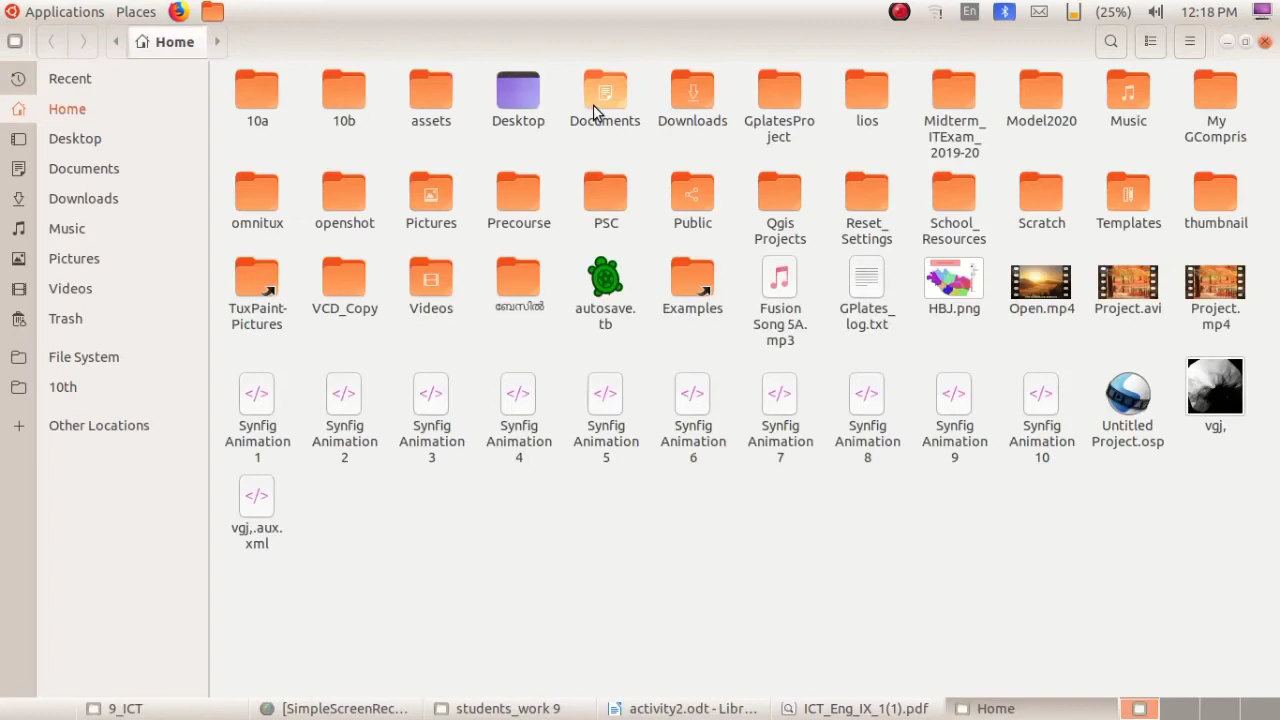 Applications Places En (25%) 12:18 PM
Home
Recent
Home
Desktop
Documents
Downloads
Music
Pictures
Videos
Trash
File System
10th
Other Locations
10a 10b assets Desktop Documents Downloads GplatesPro lios Midterm_ Model2020 Music My
ject ITExam_ GCompris
2019-20
omnitux openshot Pictures Precourse PSC Public Qgis Reset_ School_ Scratch Templates thumbnail
Projects Settings Resources
TuxPaint- VCD_Copy Videos ബേസിൽ autosave. Examples Fusion GPlates_ HBJ.png Open.mp4 Project.avi Project.
Pictures tb Song 5A. log.txt mp4
mp3
Synfig Synfig Synfig Synfig Synfig Synfig Synfig Synfig Synfig Synfig Untitled vgj,
Animation Animation Animation Animation Animation Animation Animation Animation Animation Animation Project.osp
1 2 3 4 5 6 7 8 9 10
vgj,.aux.
xml
9_ICT [SimpleScreenRec... students_work 9 activity2.odt - Libr... ICT_Eng_IX_1(1).pdf Home